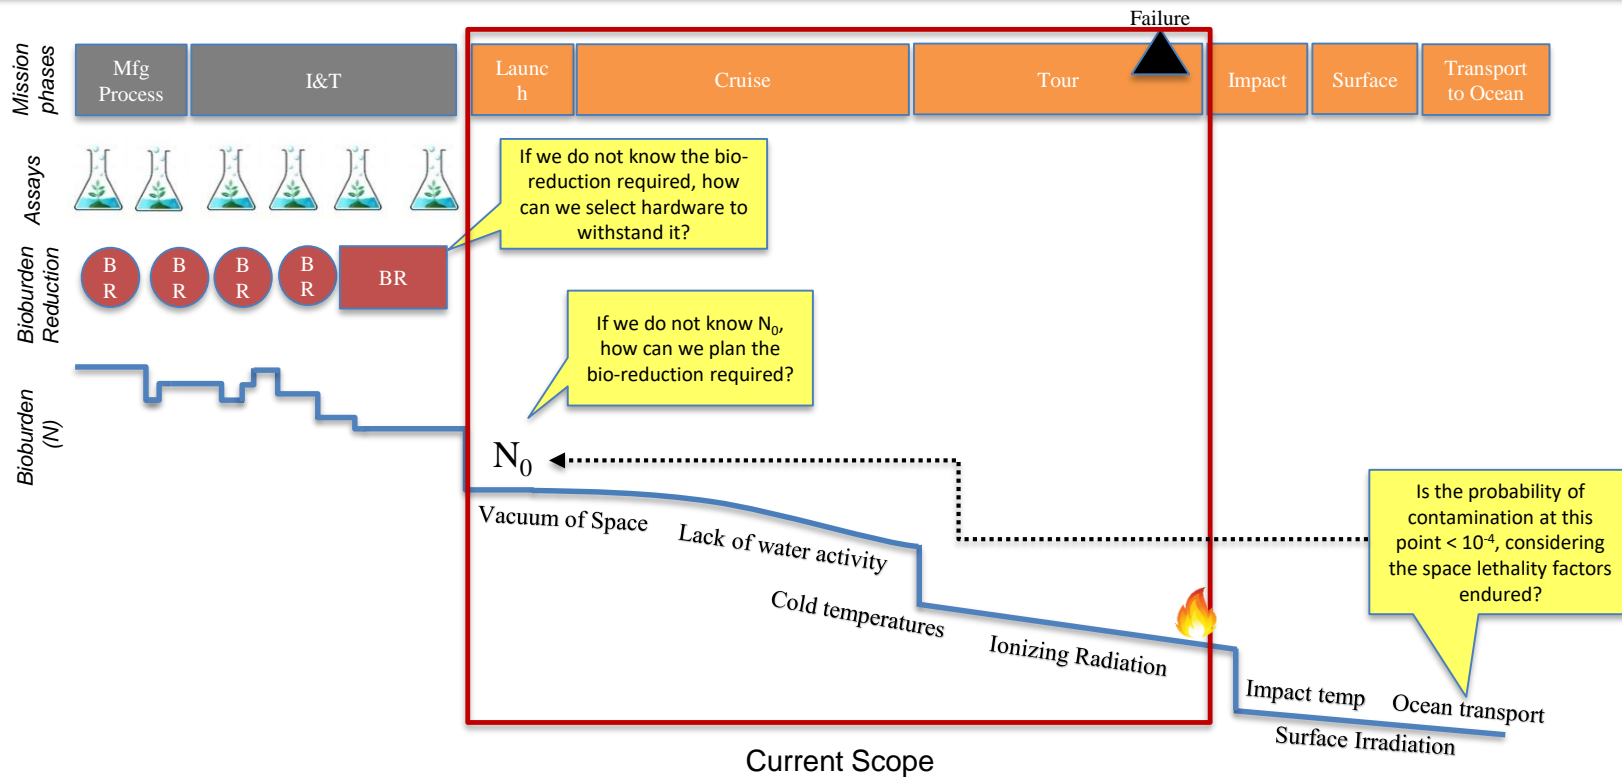 Failure
Mission
phases
Mfg
Process
I&T
Launc
h
Cruise
Tour
Impact
Surface
Transport
to Ocean
Assays
If we do not know the bio-
reduction required, how
can we select hardware to
withstand it?
Bioburden
Reduction
B
R
B
R
B
R
B
R
BR
If we do not know N₀,
how can we plan the
bio-reduction required?
Bioburden
(N)
N₀
Vacuum of Space
Lack of water activity
Cold temperatures
Ionizing Radiation
Is the probability of
contamination at this
point < 10⁻⁴, considering
the space lethality factors
endured?
Impact temp
Ocean transport
Surface Irradiation
Current Scope